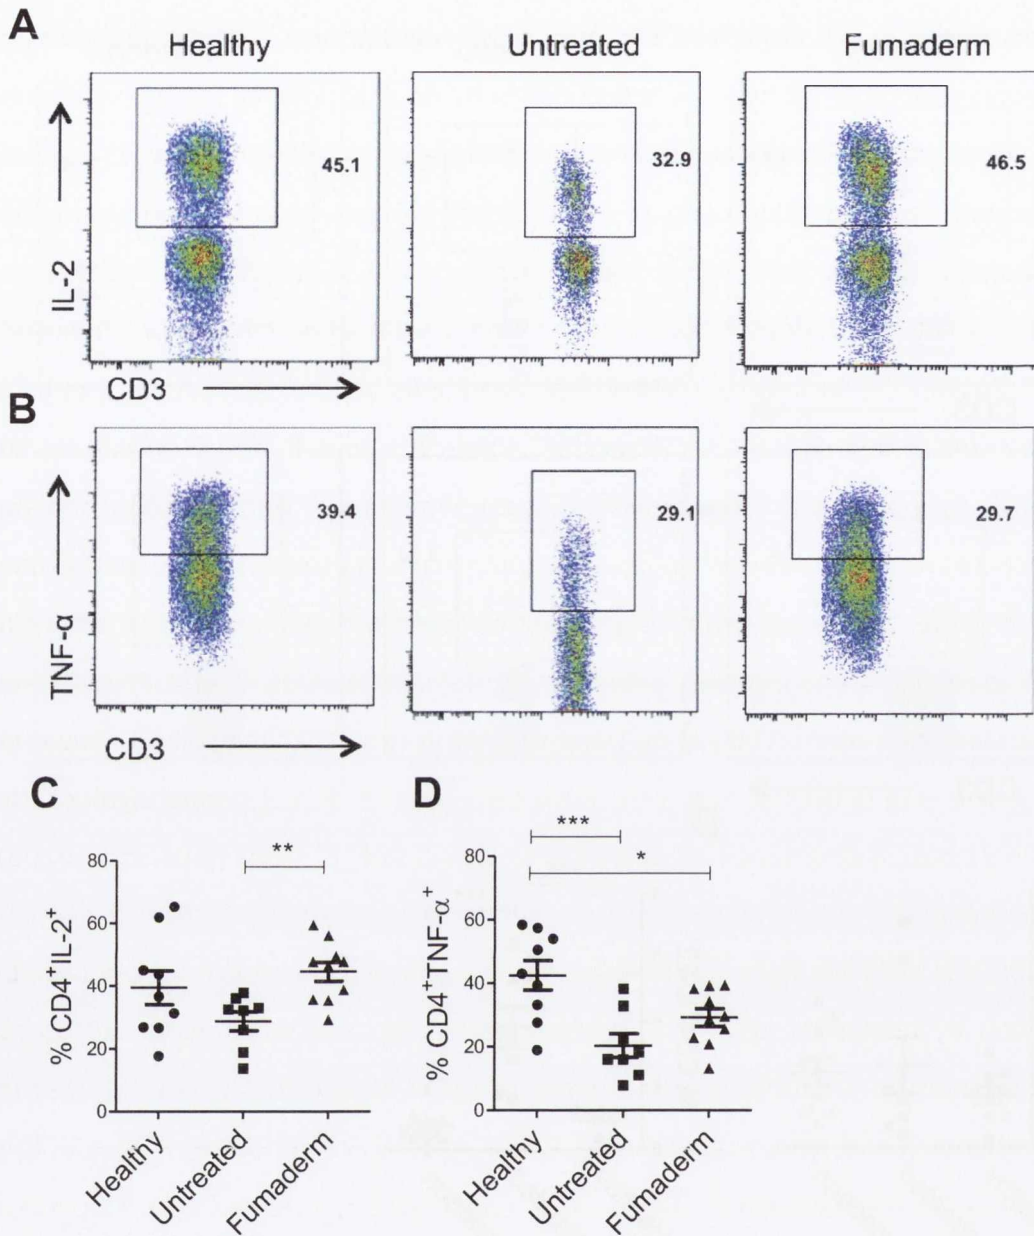 A
Healthy Untreated Fumaderm
45.1 32.9 46.5
IL-2
CD3
B
39.4 29.1 29.7
TNF-α
CD3
C D
**
80
60
40
20
0
% CD4⁺IL-2⁺
Healthy
Untreated
Fumaderm
***
*
80
60
40
20
0
% CD4⁺TNF-α⁺
Healthy
Untreated
Fumaderm